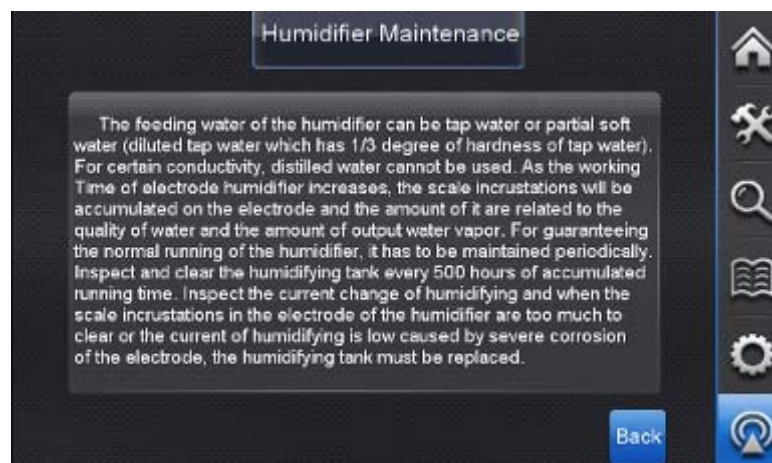 Humidifier Maintenance
The feeding water of the humidifier can be tap water or partial soft
water (diluted tap water which has 1/3 degree of hardness of tap water).
For certain conductivity, distilled water cannot be used. As the working
Time of electrode humidifier increases, the scale incrustations will be
accumulated on the electrode and the amount of it are related to the
quality of water and the amount of output water vapor. For guaranteeing
the normal running of the humidifier, it has to be maintained periodically.
Inspect and clear the humidifying tank every 500 hours of accumulated
running time. Inspect the current change of humidifying and when the
scale incrustations in the electrode of the humidifier are too much to
clear or the current of humidifying is low caused by severe corrosion
of the electrode, the humidifying tank must be replaced.
Back